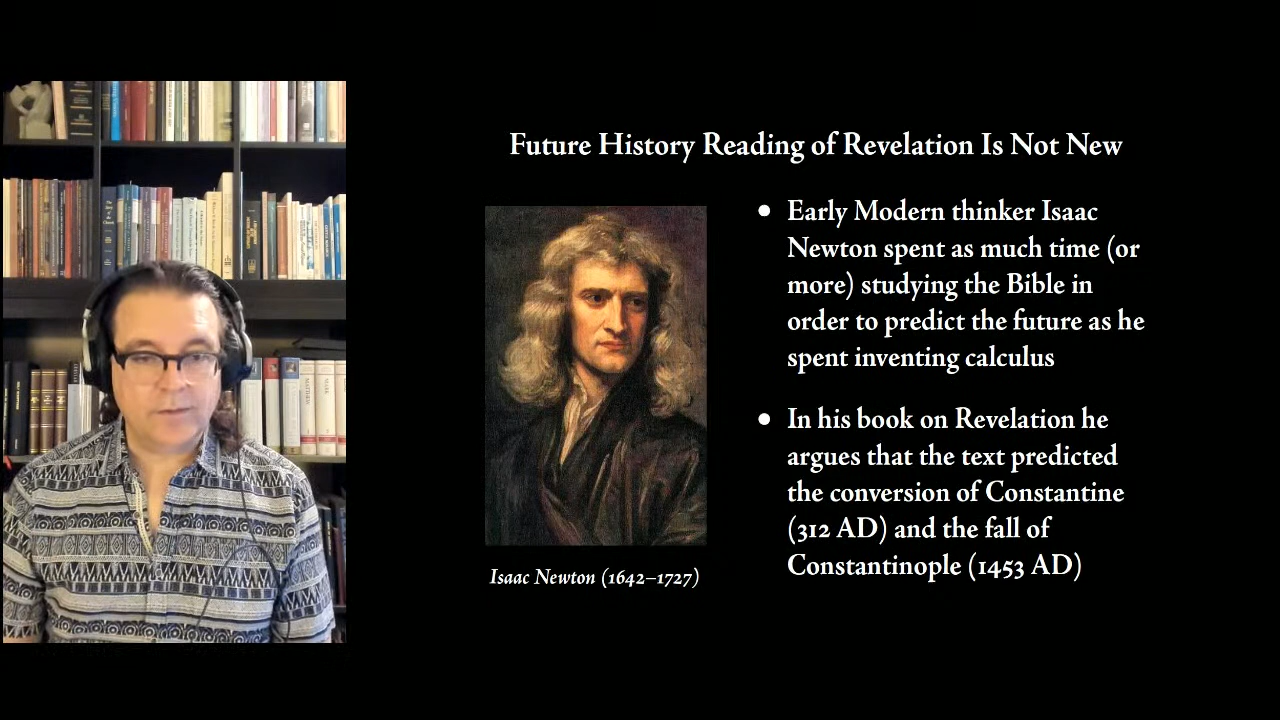 Future History Reading of Revelation Is Not New
• Early Modern thinker Isaac
Newton spent as much time (or
more) studying the Bible in
order to predict the future as he
spent inventing calculus
• In his book on Revelation he
argues that the text predicted
the conversion of Constantine
(312 AD) and the fall of
Constantinople (1453 AD)
Isaac Newton (1642–1727)
MATTHEW
MARK